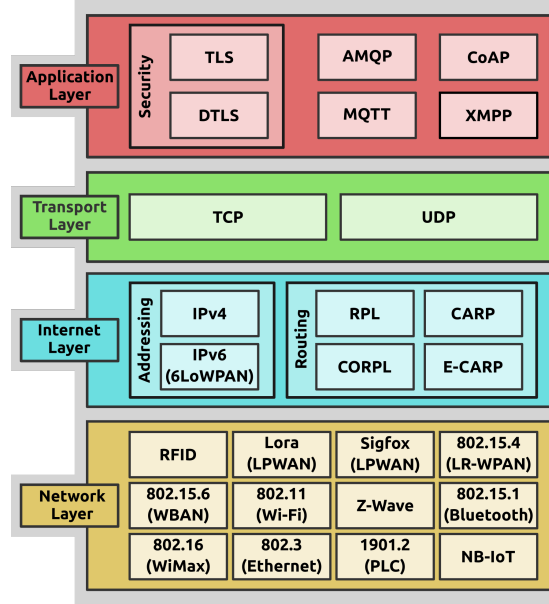 Application
Layer
Security
TLS
DTLS
AMQP
CoAP
MQTT
XMPP
Transport
Layer
TCP
UDP
Internet
Layer
Addressing
IPv4
IPv6
(6LoWPAN)
Routing
RPL
CARP
CORPL
E-CARP
Network
Layer
RFID
Lora
(LPWAN)
Sigfox
(LPWAN)
802.15.4
(LR-WPAN)
802.15.6
(WBAN)
802.11
(Wi-Fi)
Z-Wave
802.15.1
(Bluetooth)
802.16
(WiMax)
802.3
(Ethernet)
1901.2
(PLC)
NB-IoT